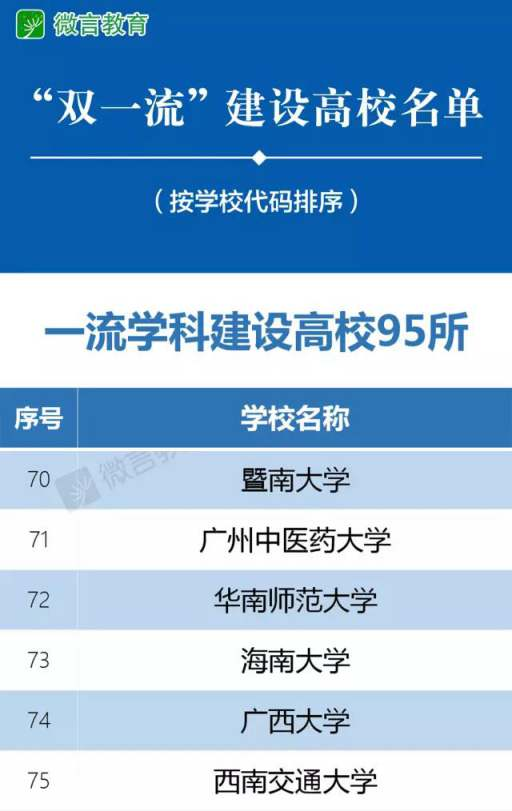 微言教育
“双一流”建设高校名单
（按学校代码排序）
一流学科建设高校95所
序号 学校名称
70 暨南大学
微言教
71 广州中医药大学
72 华南师范大学
73 海南大学
74 广西大学
75 西南交通大学